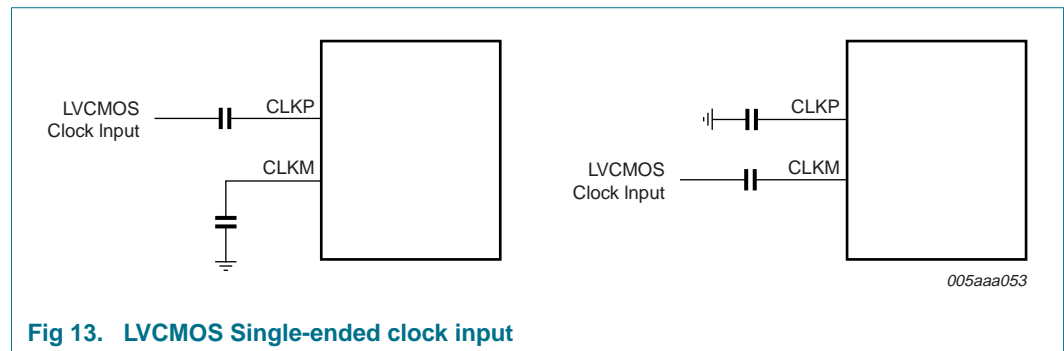 LVCMOS
Clock Input
CLKP
CLKM
CLKP
LVCMOS
Clock Input
CLKM
005aaa053
Fig 13. LVCMOS Single-ended clock input